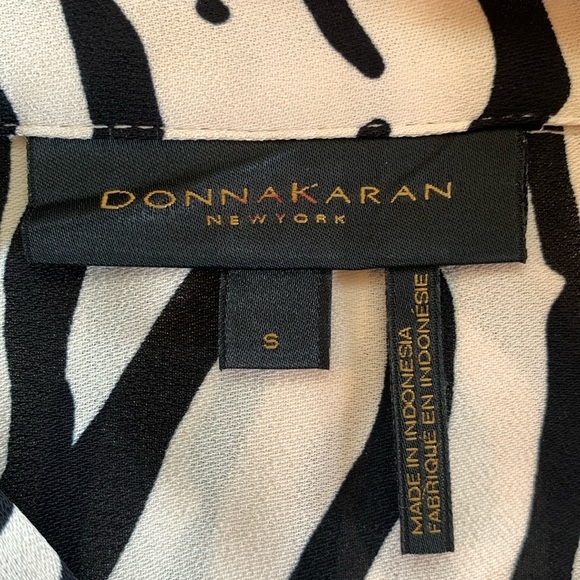 DONNAKARAN
NEWYORK
S
MADE IN INDONESIA
FABRIQUÉ EN INDONÉSIE